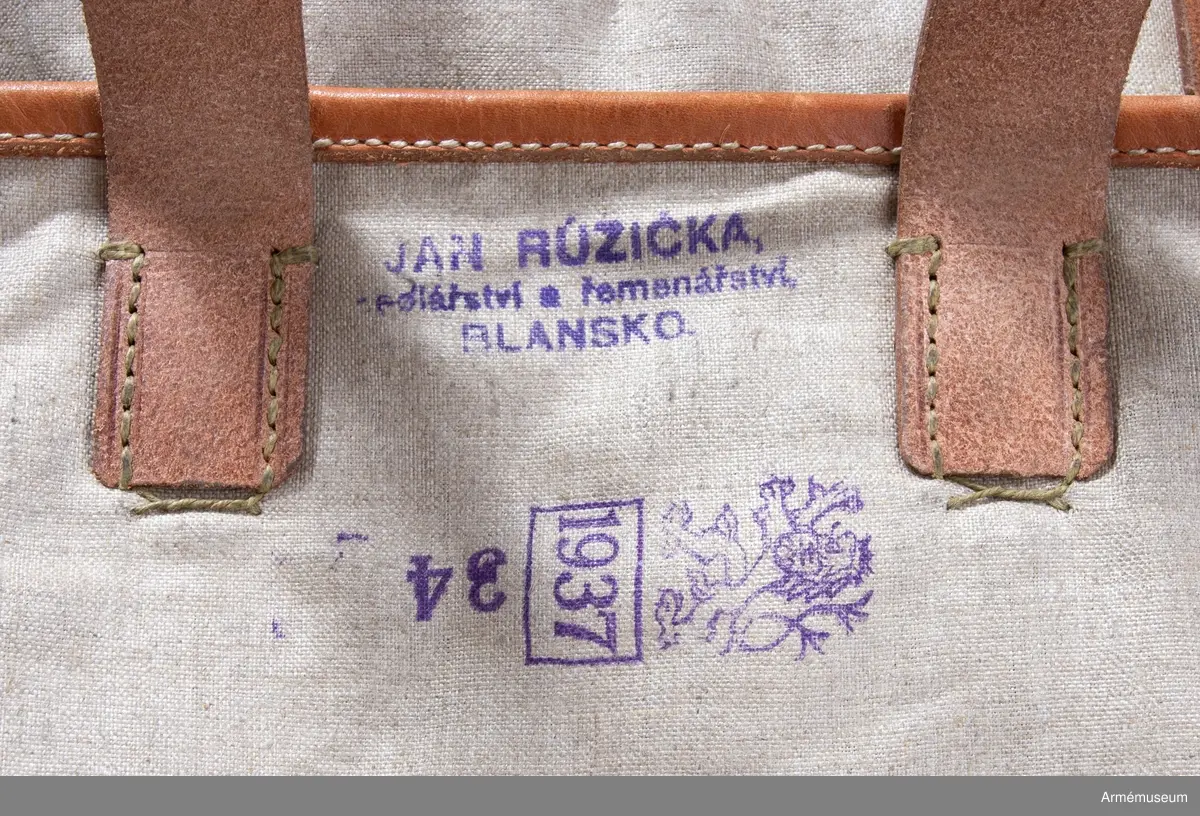 JAN RŮŽIČKA,
sedlářství a řemenářství,
BLANSKO.
1937
34
Armémuseum